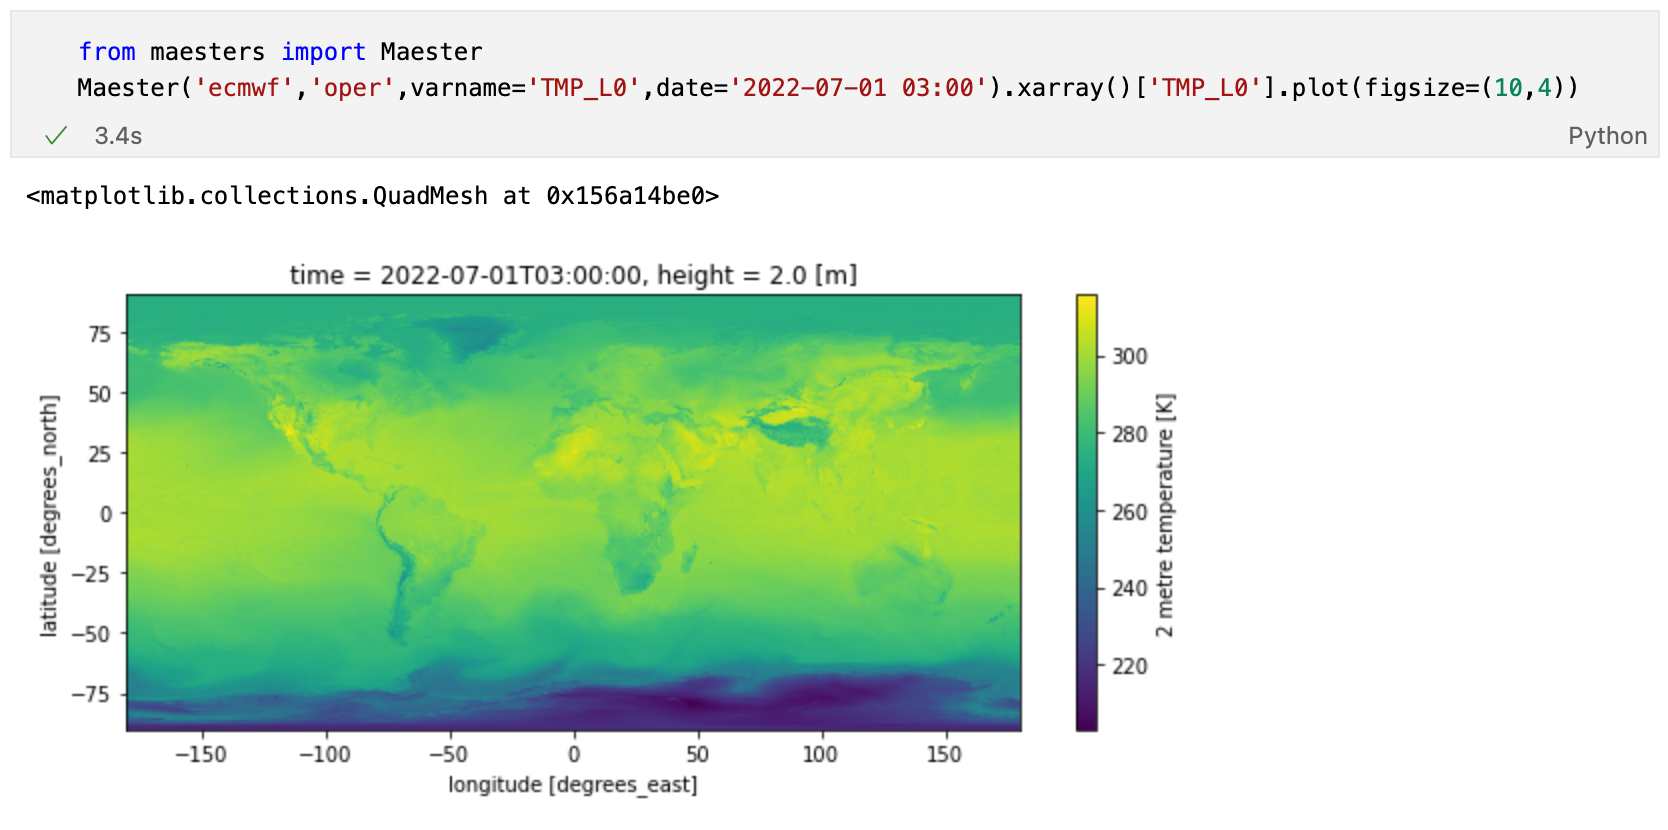 from maesters import Maester
Maester('ecmwf','oper',varname='TMP_L0',date='2022-07-01 03:00').xarray()['TMP_L0'].plot(figsize=(10,4))
3.4s
Python
<matplotlib.collections.QuadMesh at 0x156a14be0>
time = 2022-07-01T03:00:00, height = 2.0 [m]
latitude [degrees_north]
75
50
25
0
−25
−50
−75
−150
−100
−50
0
50
100
150
longitude [degrees_east]
300
280
260
240
220
2 metre temperature [K]